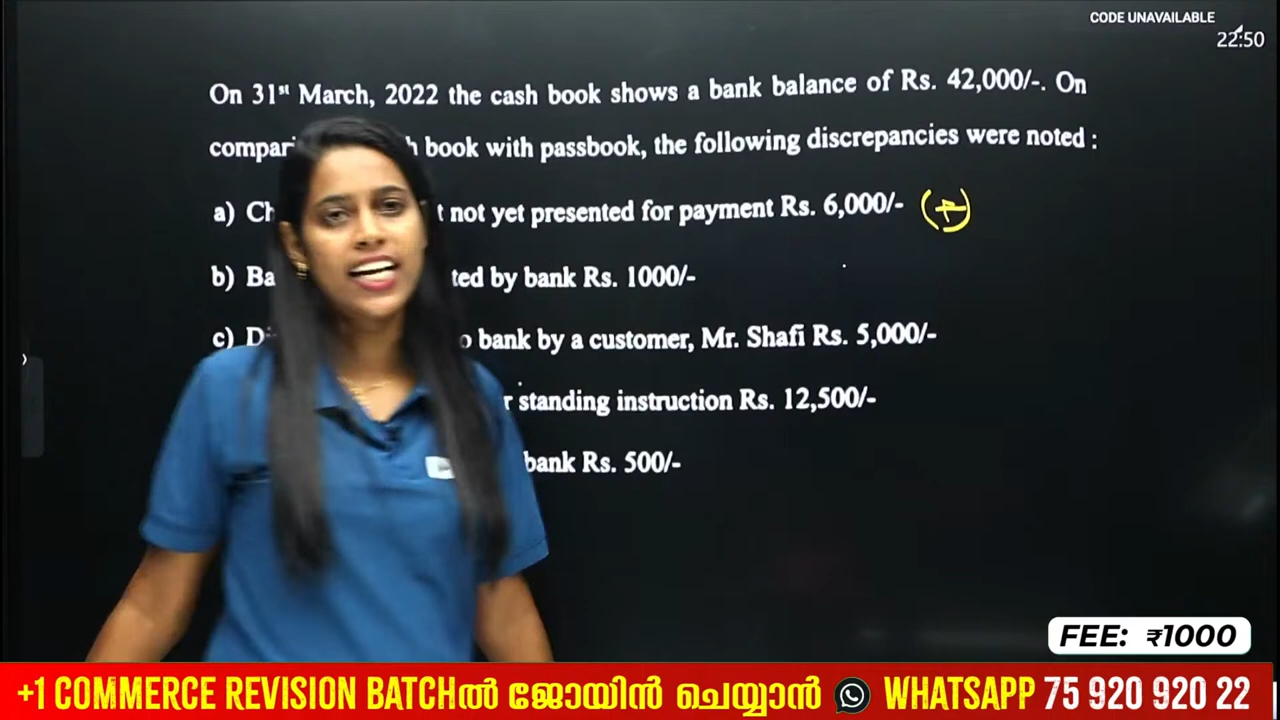 CODE UNAVAILABLE
22:50
On 31st March, 2022 the cash book shows a bank balance of Rs. 42,000/-. On
compari book with passbook, the following discrepancies were noted :
a) Ch t not yet presented for payment Rs. 6,000/- (+)
b) Ba ted by bank Rs. 1000/-
c) Di o bank by a customer, Mr. Shafi Rs. 5,000/-
r standing instruction Rs. 12,500/-
bank Rs. 500/-
FEE: ₹1000
+1 COMMERCE REVISION BATCHൽ ജോയിൻ ചെയ്യാൻ WHATSAPP 75 920 920 22